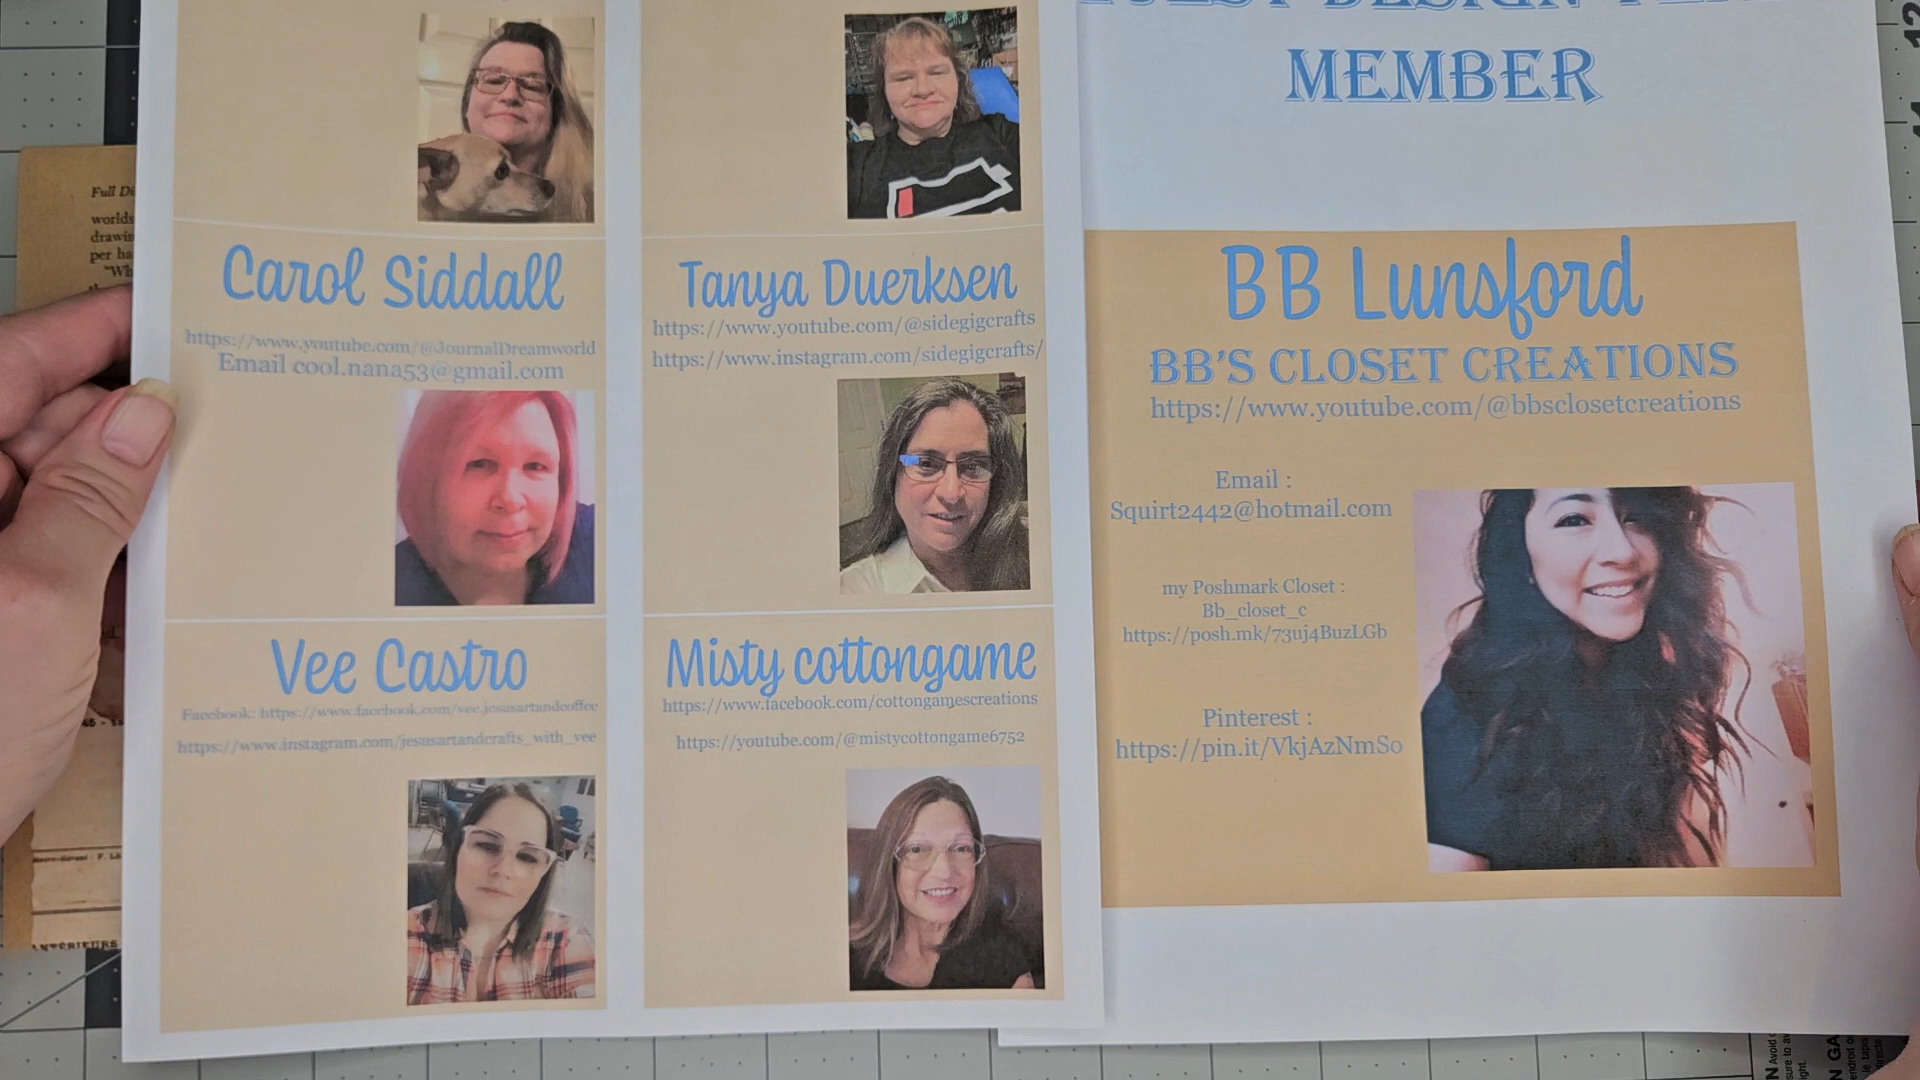 Carol Siddall
https://www.youtube.com/@JournalDreamworld
Email cool.nana53@gmail.com
Vee Castro
Facebook: https://www.facebook.com/vee.jesusartandcoffee
https://www.instagram.com/jesusartandcrafts_with_vee
Tanya Duerksen
https://www.youtube.com/@sidegigcrafts
https://www.instagram.com/sidegigcrafts/
Misty cottongame
https://www.facebook.com/cottongamescreations
https://youtube.com/@mistycottongame6752
MEMBER
BB Lunsford
BB'S CLOSET CREATIONS
https://www.youtube.com/@bbsclosetcreations
Email :
Squirt2442@hotmail.com
my Poshmark Closet :
Bb_closet_c
https://posh.mk/73uj4BuzLGb
Pinterest :
https://pin.it/VkjAzNmSo
Full
worlds
per
"Wh